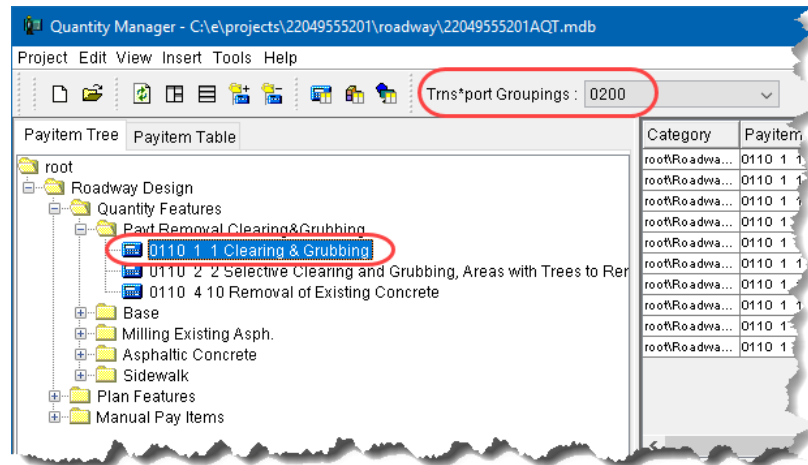 Quantity Manager - C:\e\projects\22049555201\roadway\22049555201AQT.mdb
Project Edit View Insert Tools Help
Trns*port Groupings : 0200
Payitem Tree Payitem Table
Category Payitem
root
Roadway Design
Quantity Features
Pavt Removal Clearing&Grubbing
0110 1 1 Clearing & Grubbing
0110 2 2 Selective Clearing and Grubbing, Areas with Trees to Rer
0110 4 10 Removal of Existing Concrete
Base
Milling Existing Asph.
Asphaltic Concrete
Sidewalk
Plan Features
Manual Pay Items
root\Roadwa... 0110 1 1
root\Roadwa... 0110 1 1
root\Roadwa... 0110 1 1
root\Roadwa... 0110 1
root\Roadwa... 0110 1
root\Roadwa... 0110 1 1
root\Roadwa... 0110 1
root\Roadwa... 0110 1 1
root\Roadwa... 0110 1
root\Roadwa... 0110 1